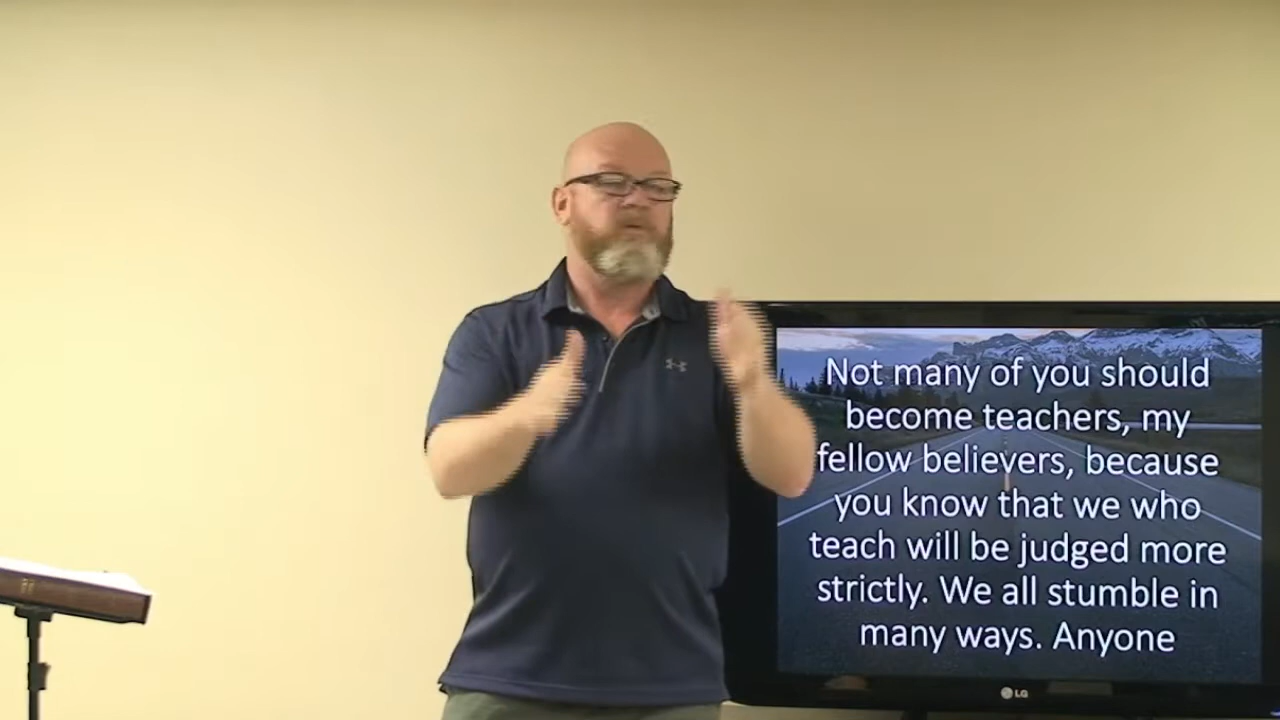 Not many of you should
become teachers, my
fellow believers, because
you know that we who
teach will be judged more
strictly. We all stumble in
many ways. Anyone
LG